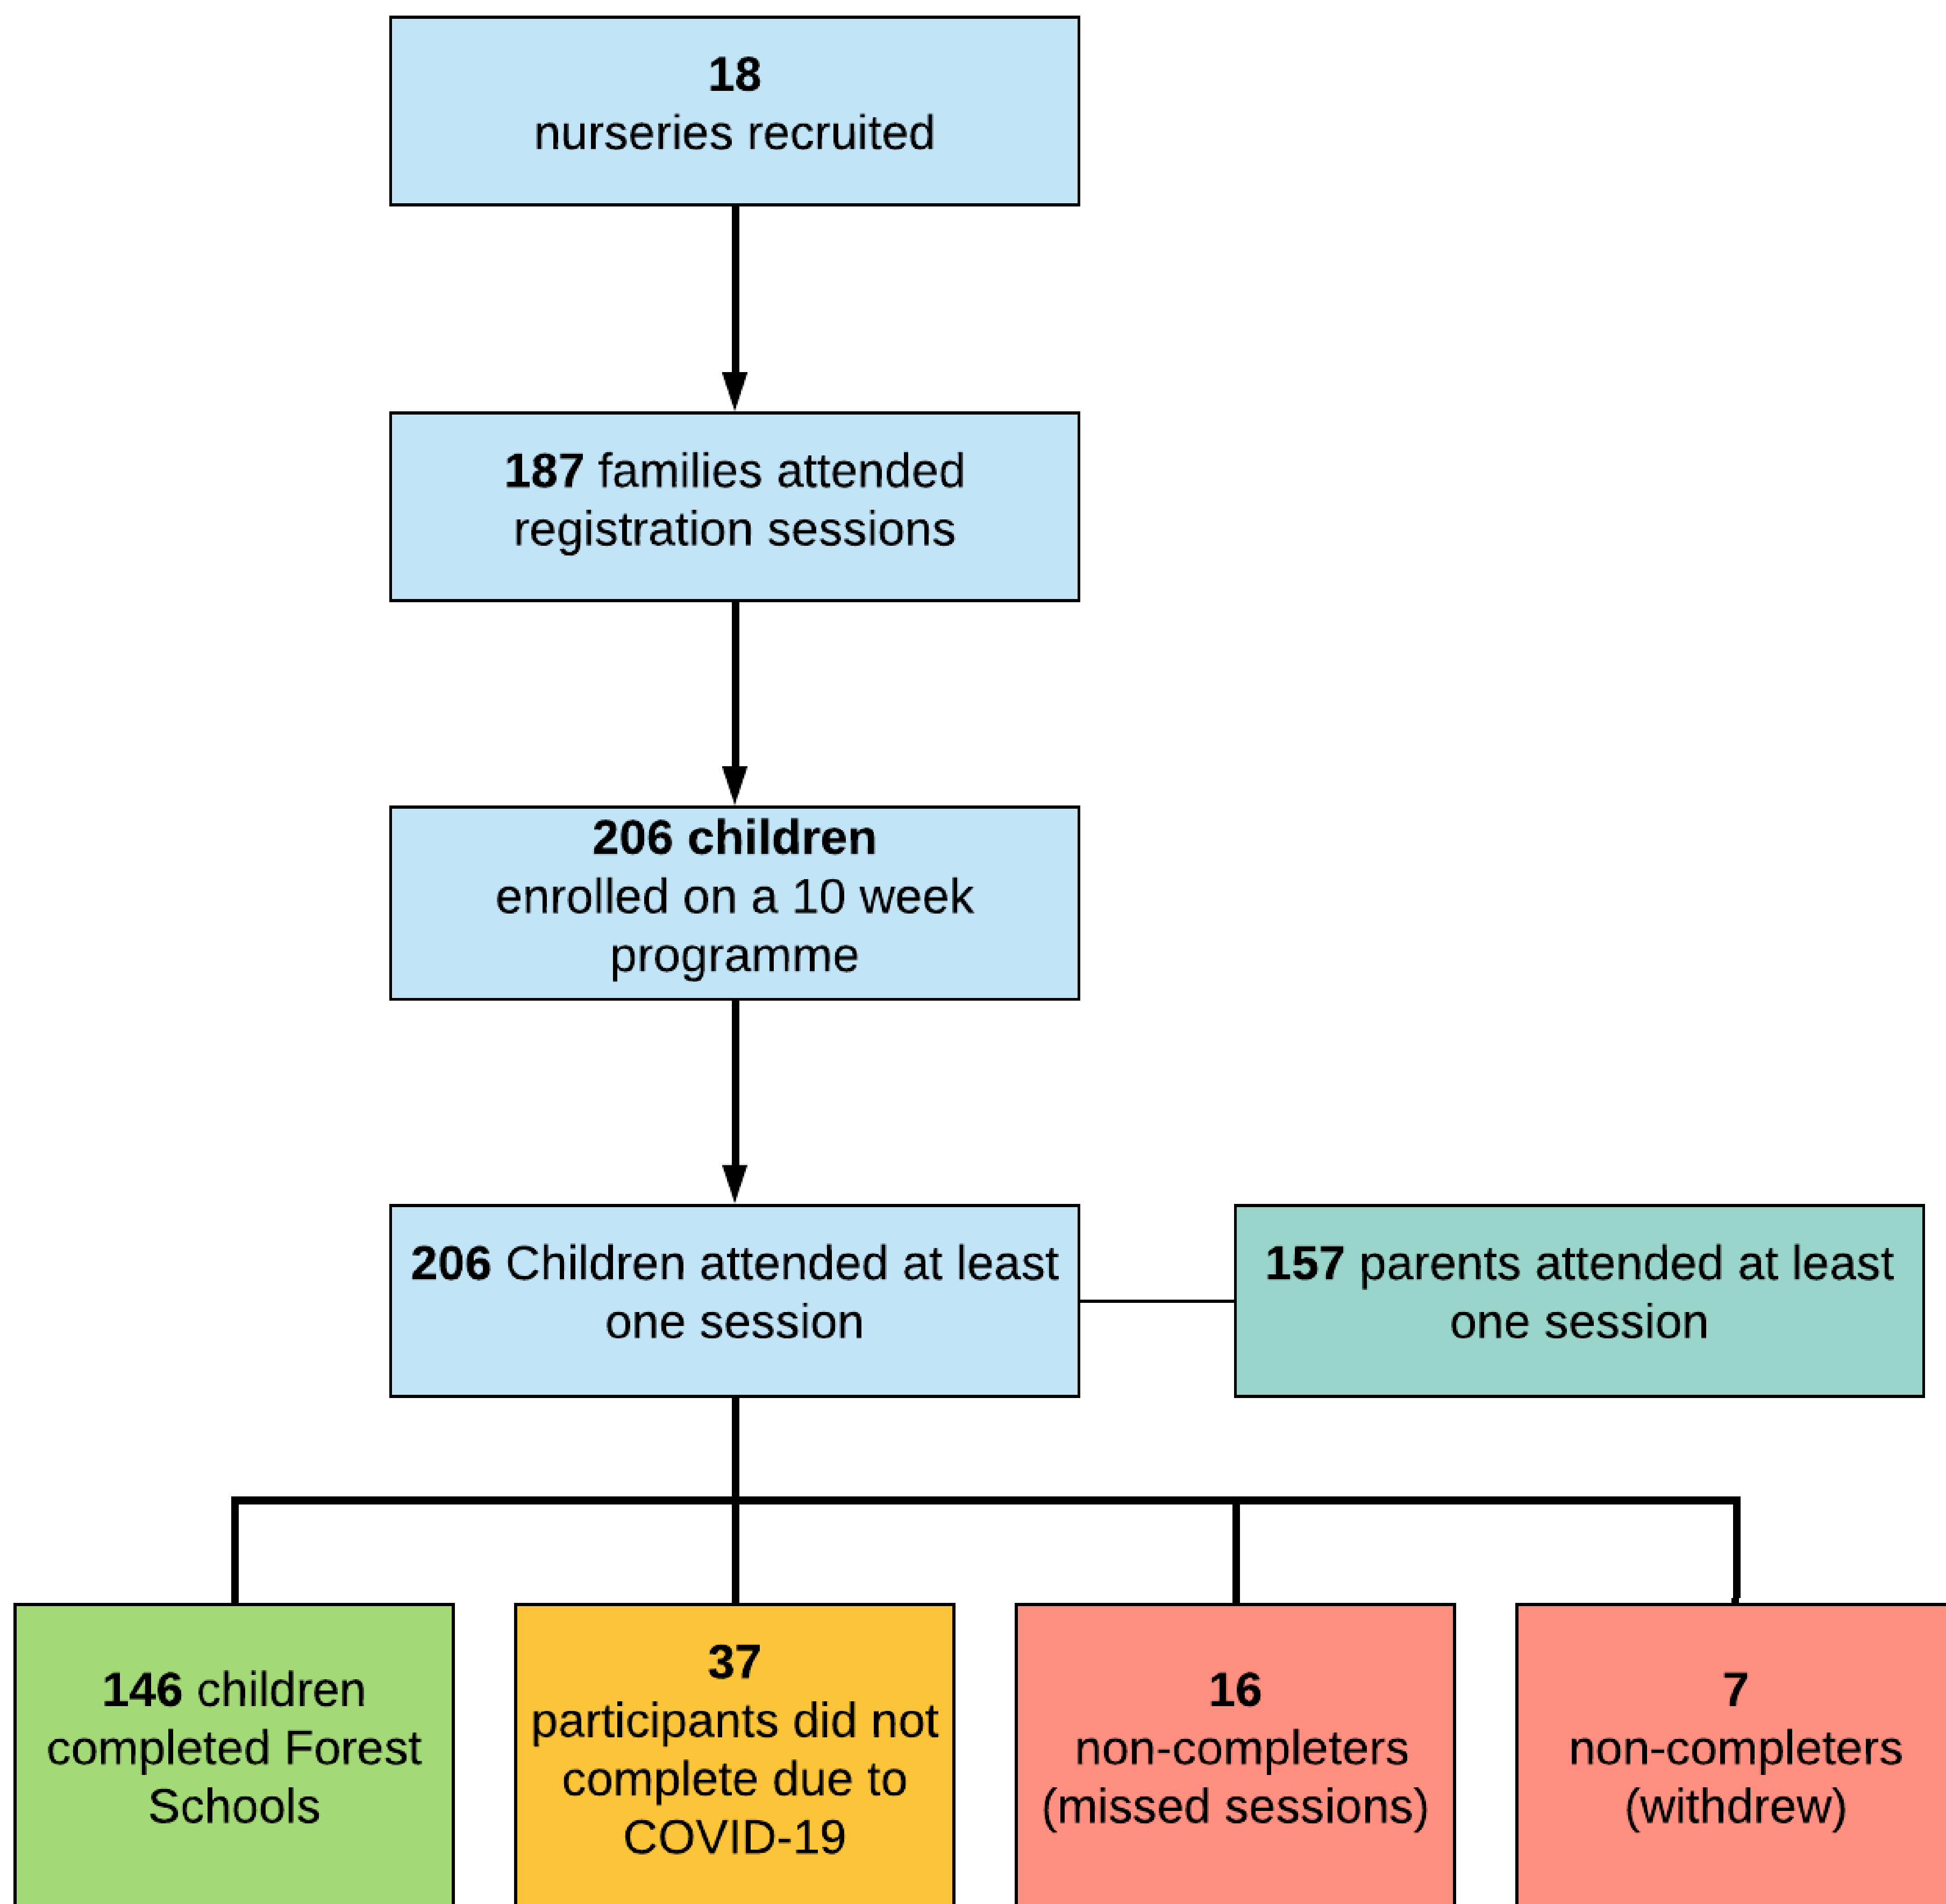 18
nurseries recruited
187 families attended
registration sessions
206 children
enrolled on a 10 week
programme
206 Children attended at least
one session
157 parents attended at least
one session
146 children
completed Forest
Schools
37
participants did not
complete due to
COVID-19
16
non-completers
(missed sessions)
7
non-completers
(withdrew)